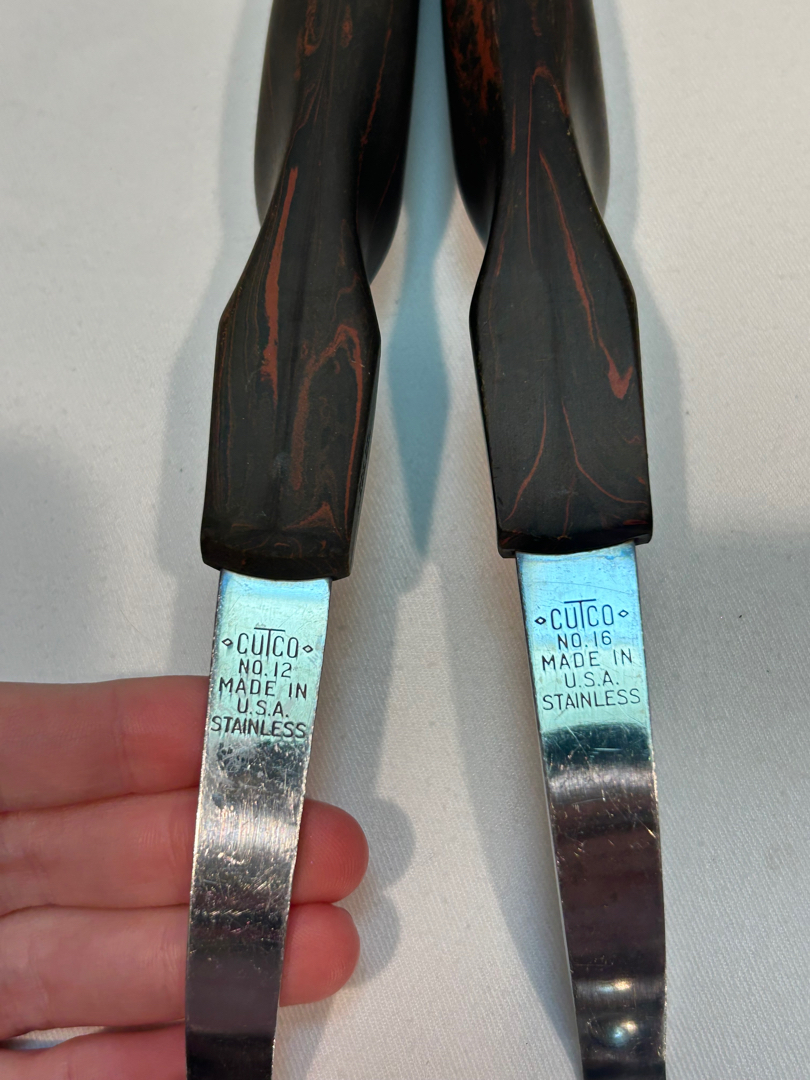 CUTCO
NO. 12
MADE IN
U.S.A.
STAINLESS
CUTCO
NO. 16
MADE IN
U.S.A.
STAINLESS